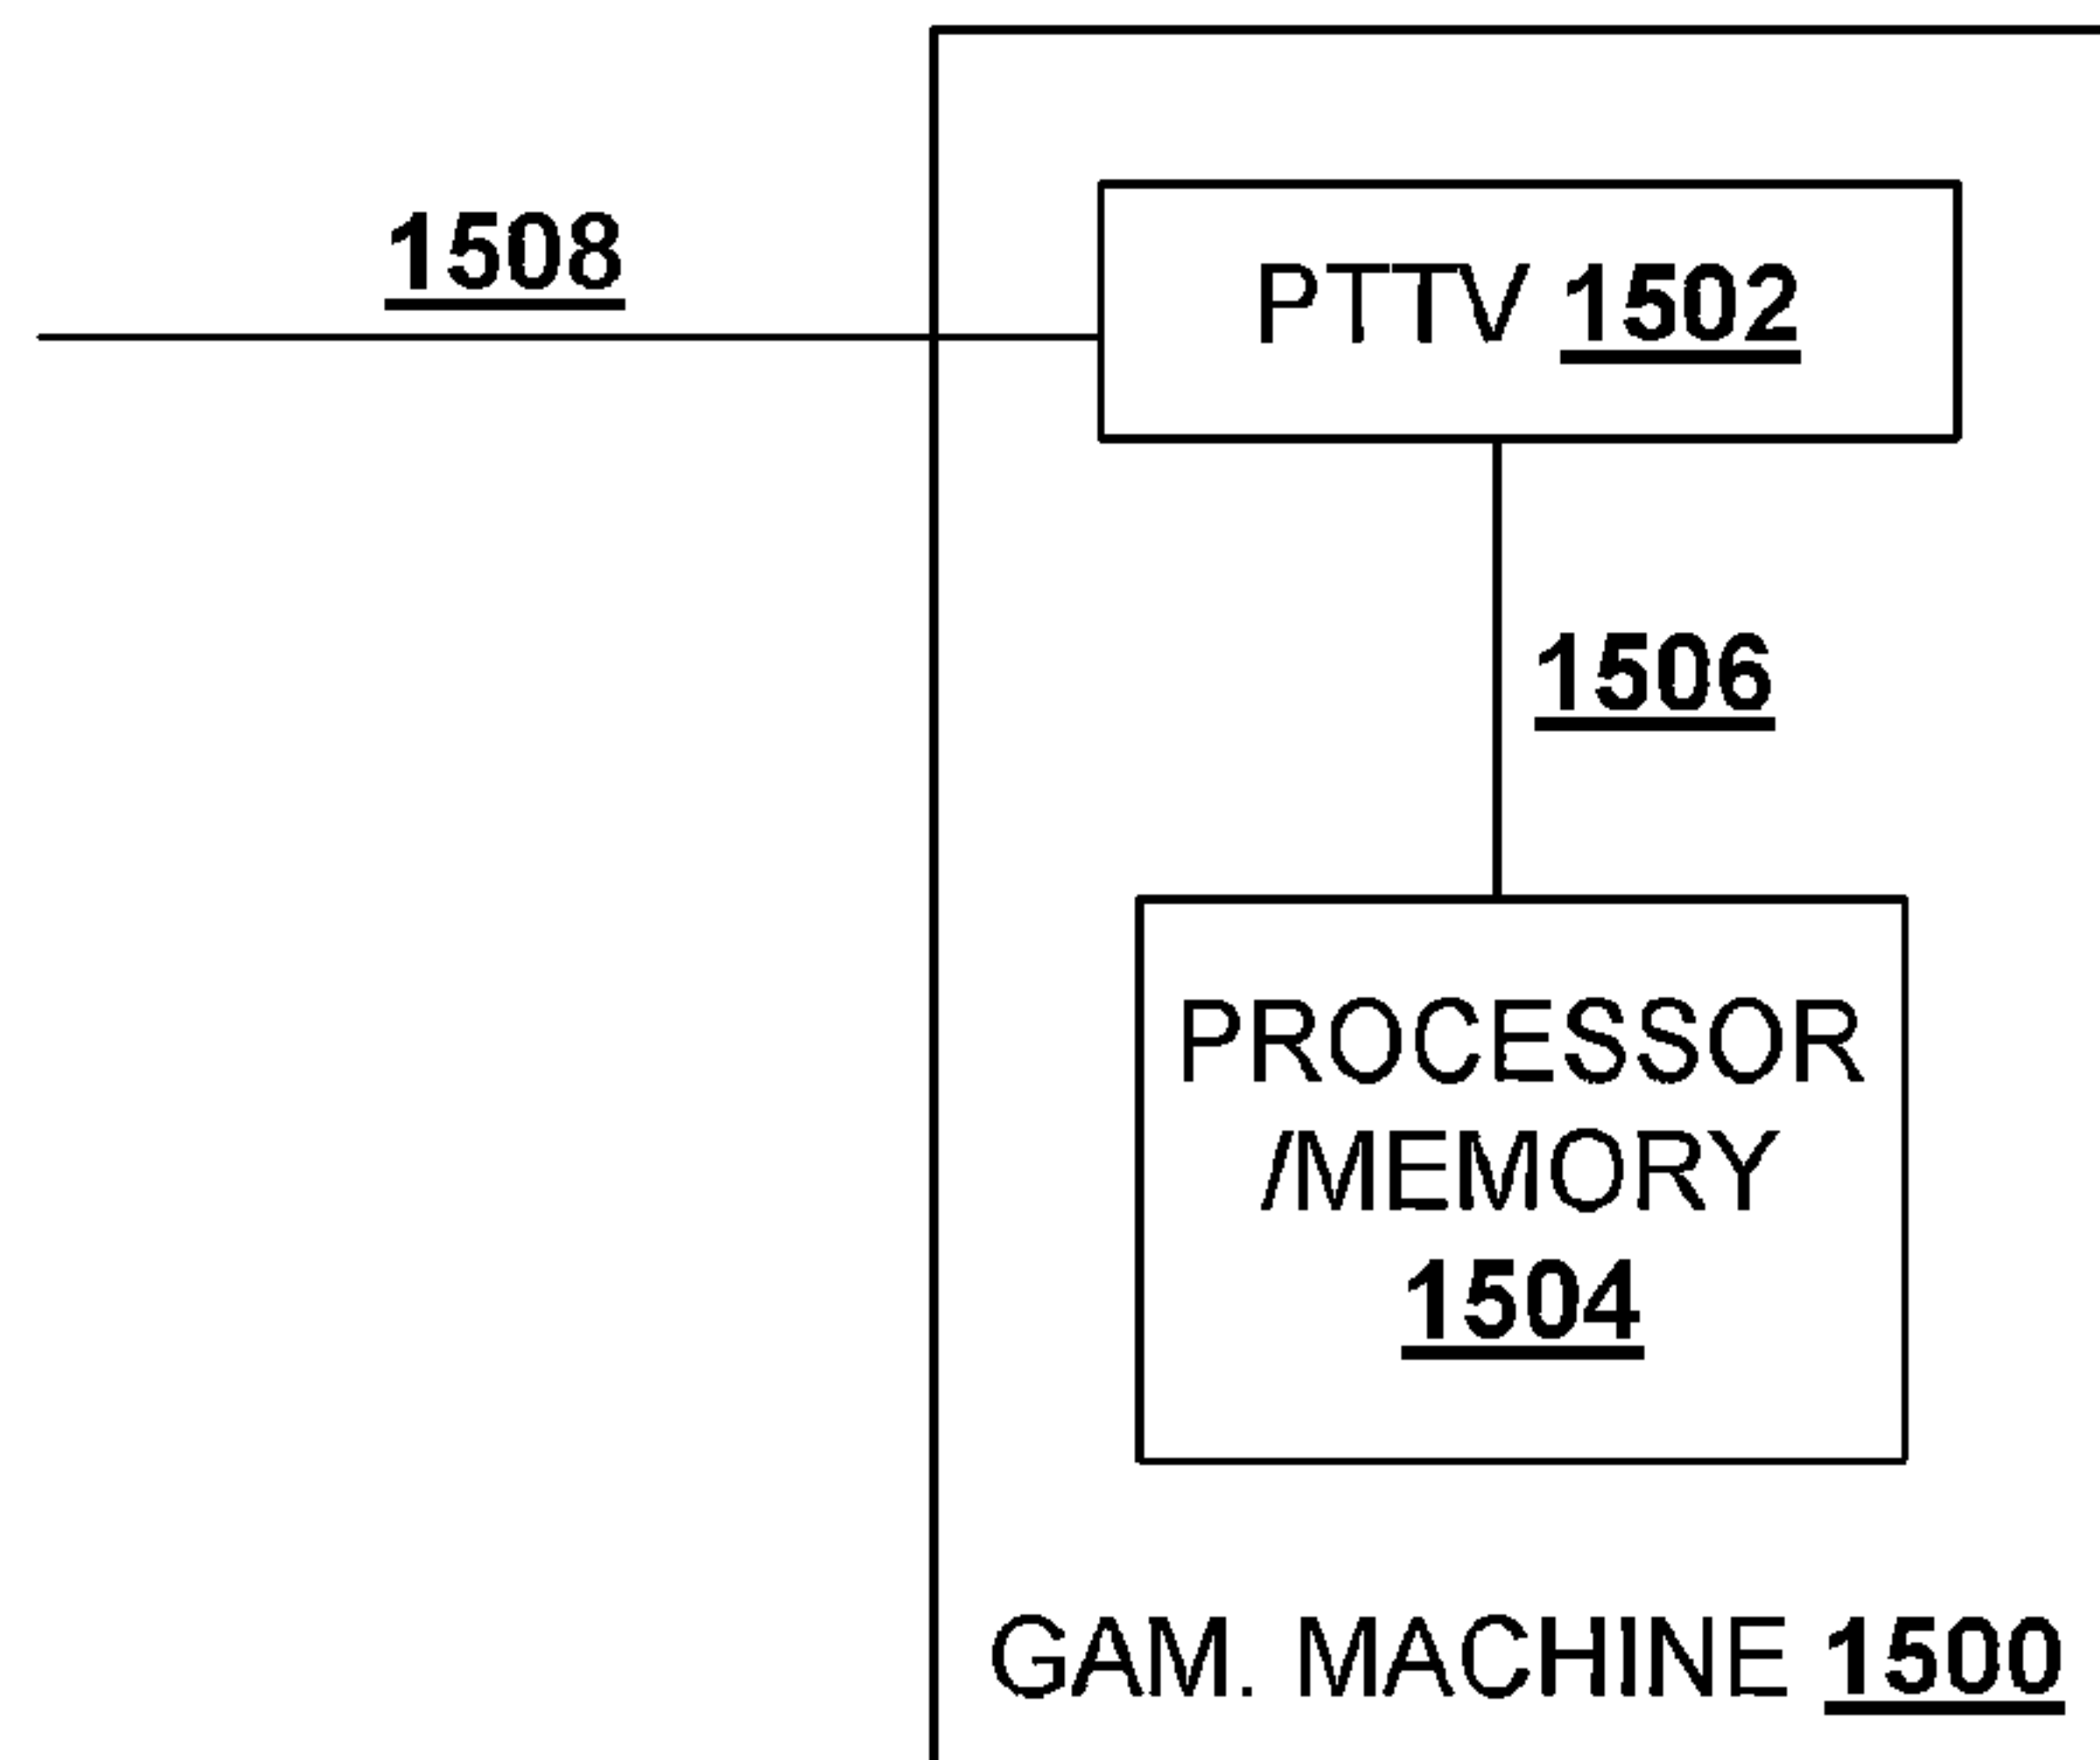 1508
PTTV 1502
1506
PROCESSOR
/MEMORY
1504
GAM. MACHINE 1500